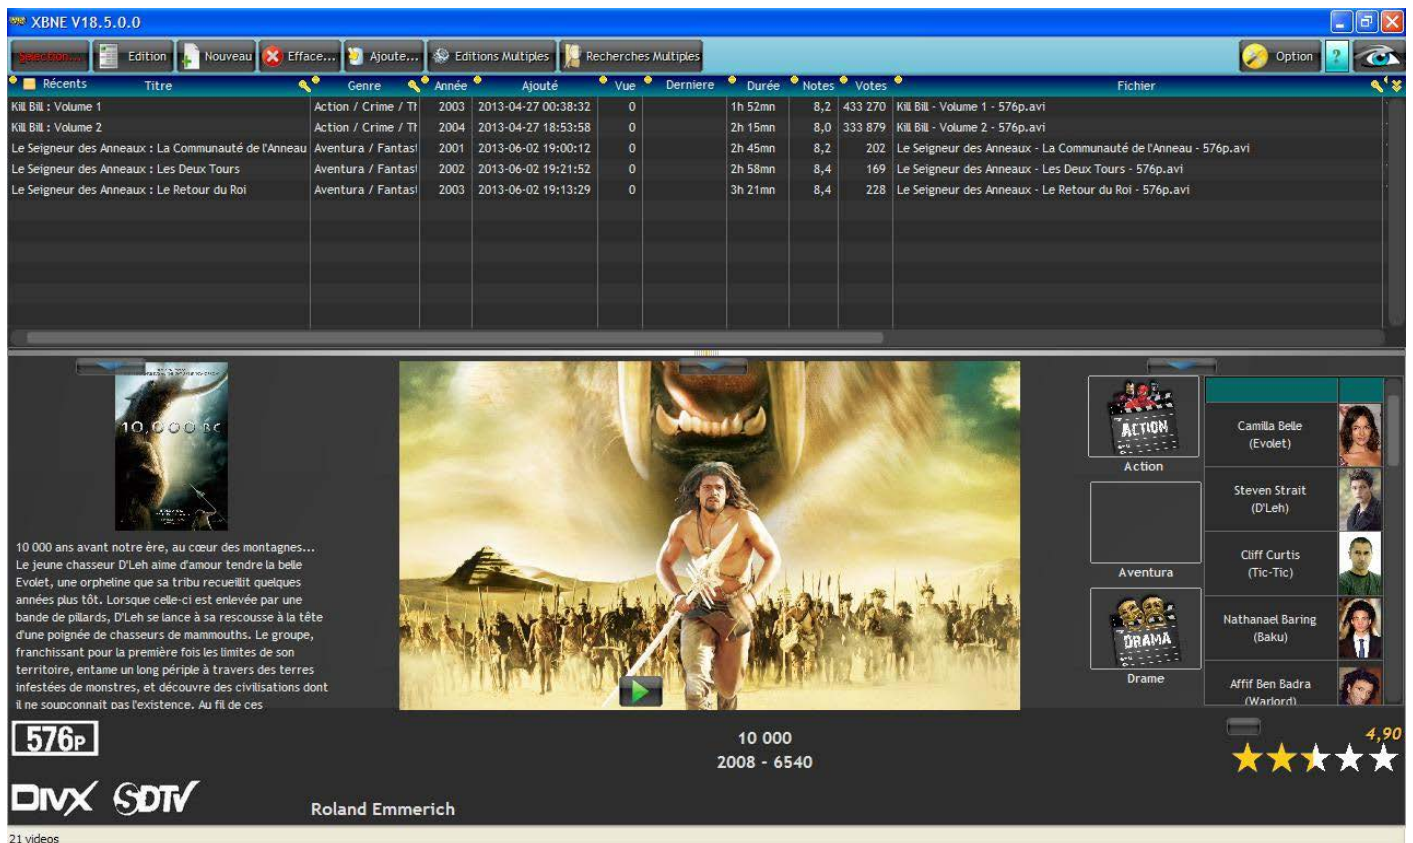 XBNE V18.5.0.0
Selection... Edition Nouveau Efface... Ajoute... Editions Multiples Recherches Multiples Option ?
Récents Titre Genre Année Ajouté Vue Derniere Durée Notes Votes Fichier
Kill Bill : Volume 1 Action / Crime / Th 2003 2013-04-27 00:38:32 0 1h 52mn 8,2 433 270 Kill Bill - Volume 1 - 576p.avi
Kill Bill : Volume 2 Action / Crime / Th 2004 2013-04-27 18:53:58 0 2h 15mn 8,0 333 879 Kill Bill - Volume 2 - 576p.avi
Le Seigneur des Anneaux : La Communauté de l'Anneau Aventura / Fantast 2001 2013-06-02 19:00:12 0 2h 45mn 8,2 202 Le Seigneur des Anneaux - La Communauté de l'Anneau - 576p.avi
Le Seigneur des Anneaux : Les Deux Tours Aventura / Fantast 2002 2013-06-02 19:21:52 0 2h 58mn 8,4 169 Le Seigneur des Anneaux - Les Deux Tours - 576p.avi
Le Seigneur des Anneaux : Le Retour du Roi Aventura / Fantast 2003 2013-06-02 19:13:29 0 3h 21mn 8,4 228 Le Seigneur des Anneaux - Le Retour du Roi - 576p.avi
10,000 BC
10 000 ans avant notre ère, au cœur des montagnes...
Le jeune chasseur D'Leh aime d'amour tendre la belle
Evolet, une orpheline que sa tribu recueillit quelques
années plus tôt. Lorsque celle-ci est enlevée par une
bande de pillards, D'Leh se lance à sa rescousse à la tête
d'une poignée de chasseurs de mammouths. Le groupe,
franchissant pour la première fois les limites de son
territoire, entame un long périple à travers des terres
infestées de monstres, et découvre des civilisations dont
il ne soupçonnait pas l'existence. Au fil de ces
ACTION
Action
Aventura
DRAMA
Drame
Camilla Belle
(Evolet)
Steven Strait
(D'Leh)
Cliff Curtis
(Tic-Tic)
Nathanael Baring
(Baku)
Affif Ben Badra
(Warlord)
576P
10 000
2008 - 6540
4,90
DIVX SDTV
Roland Emmerich
21 videos